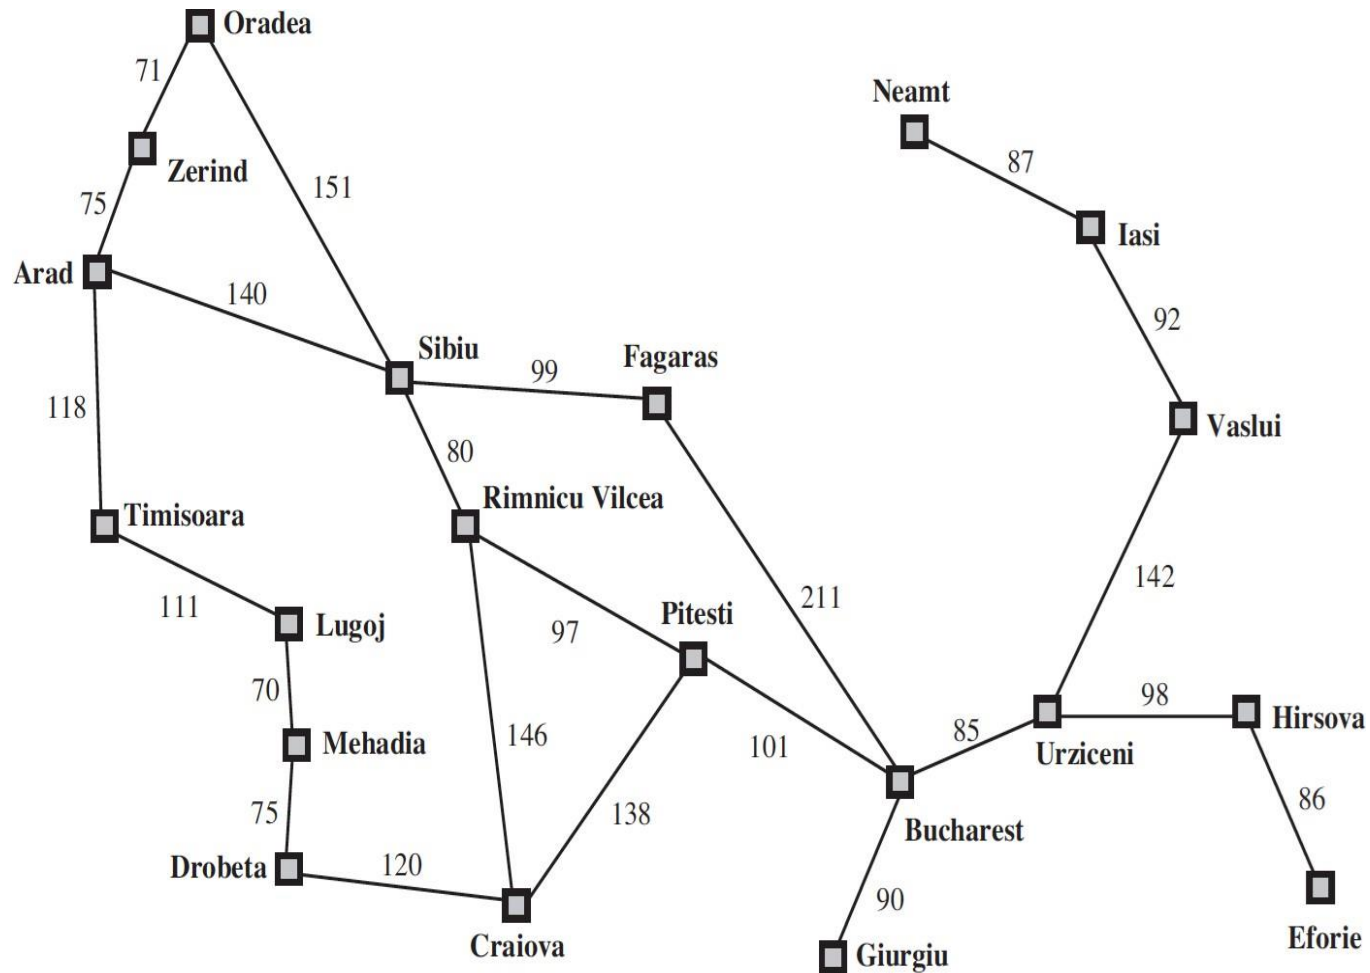 Oradea
71
Neamt
87
Zerind
151
75
Iasi
Arad
140
92
Sibiu
Fagaras
99
118
Vaslui
80
Rimnicu Vilcea
Timisoara
142
211
111
Lugoj
97
Pitesti
70
98
Hirsova
146
85
Mehadia
101
Urziceni
75
138
86
Bucharest
Drobeta
120
90
Craiova
Eforie
Giurgiu